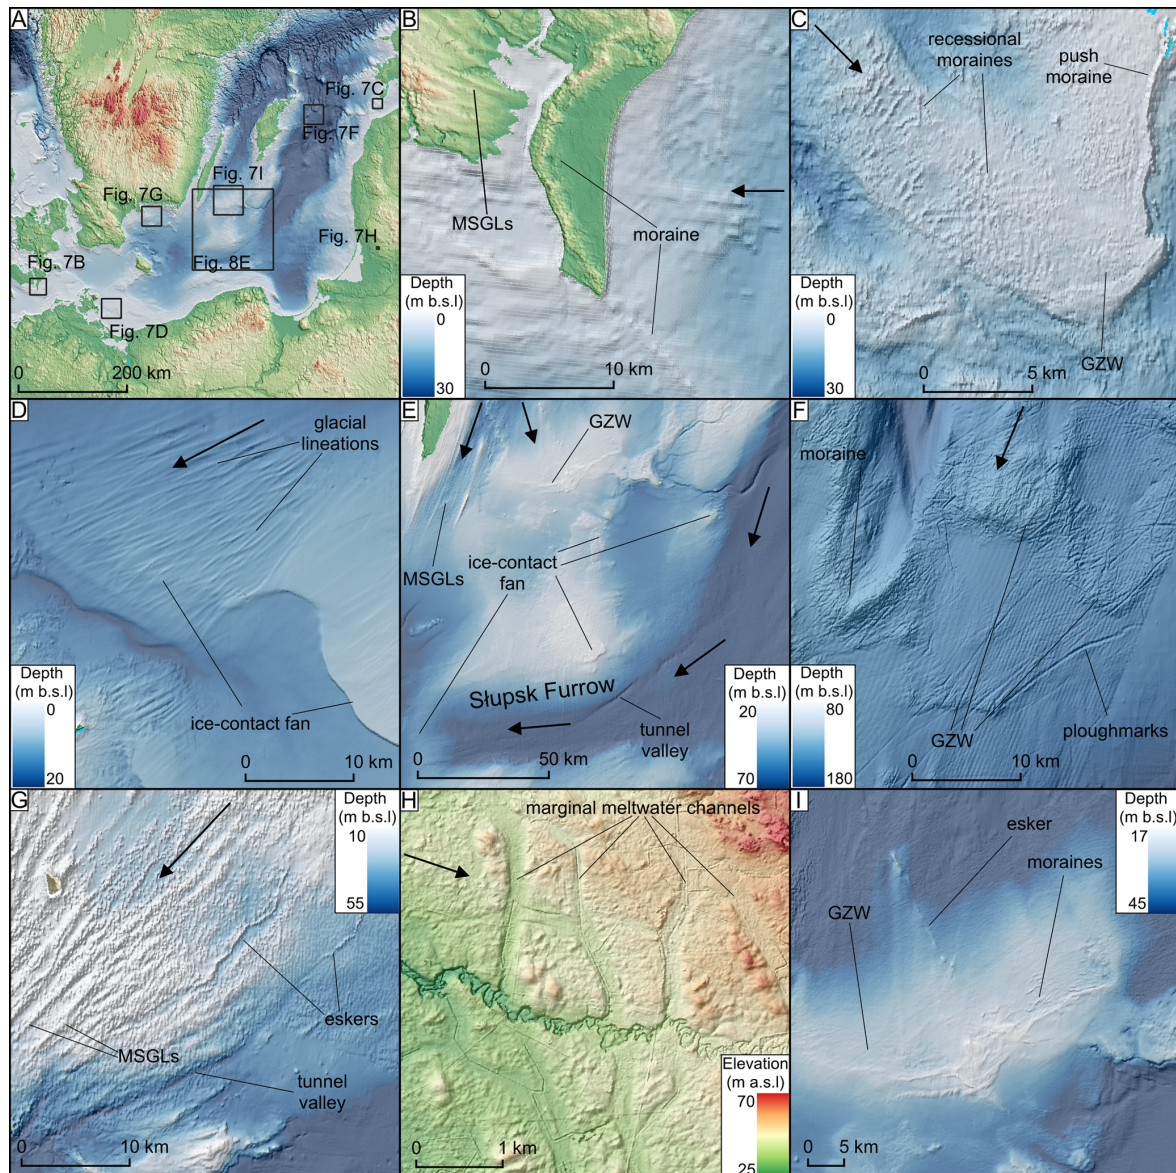 A
Fig. 7C
Fig. 7F
Fig. 7I
Fig. 7G
Fig. 7H
Fig. 7B
Fig. 8E
Fig. 7D
0
200 km
B
MSGLs
moraine
Depth
(m b.s.l)
0
30
0
10 km
C
recessional
moraines
push
moraine
Depth
(m b.s.l)
0
30
GZW
0
5 km
D
glacial
lineations
Depth
(m b.s.l)
0
20
ice-contact fan
0
10 km
E
GZW
MSGLs
ice-contact
fan
Słupsk Furrow
tunnel
valley
0
50 km
Depth
(m b.s.l)
20
70
F
moraine
Depth
(m b.s.l)
80
180
GZW
ploughmarks
0
10 km
G
Depth
(m b.s.l)
10
55
eskers
MSGLs
tunnel
valley
0
10 km
H
marginal meltwater channels
Elevation
(m a.s.l)
70
25
0
1 km
I
Depth
(m b.s.l)
17
45
esker
moraines
GZW
0
5 km